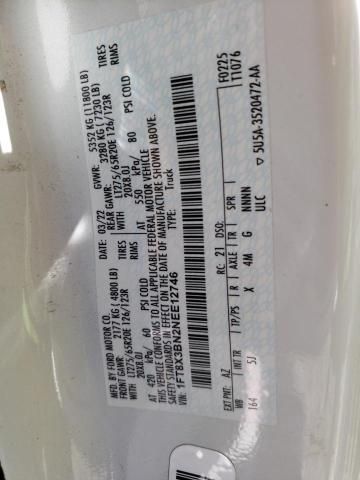 MFD. BY FORD MOTOR CO.
03/22 GVWR: 5352 KG (11800 LB)
FRONT GAWR: 2177 KG (4800 LB) REAR GAWR: 3280 KG (7230 LB)
WITH LT275/65R20E 126/123R TIRES WITH LT275/65R20E 126/123R TIRES
20X8.0J RIMS 20X8.0J RIMS
AT 420 kPa/ 60 PSI COLD AT 550 kPa/ 80 PSI COLD
THIS VEHICLE CONFORMS TO ALL APPLICABLE FEDERAL MOTOR VEHICLE
SAFETY STANDARDS IN EFFECT ON THE DATE OF MANUFACTURE SHOWN ABOVE.
VIN: 1FT8X3BN2NEE12746
TYPE: Truck
F0225
T1076
EXT PNT: AZ RC: 21 DSO:
WB INT TR TP/PS R AXLE TR SPR
164 5J X 4M G NNNN
ULC
5U5A-3520472-AA